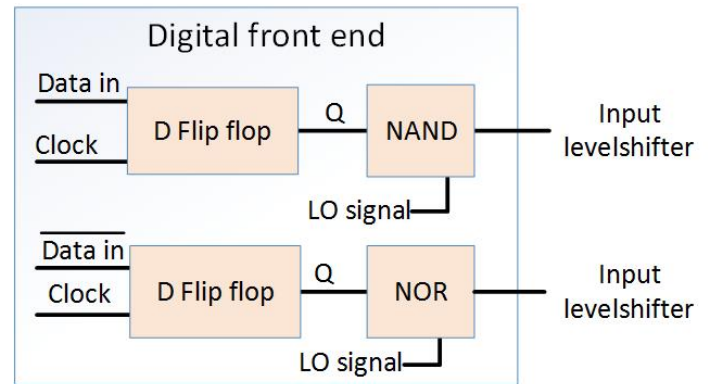 Digital front end
Data in
Clock
D Flip flop
Q
NAND
LO signal
Input
levelshifter
Data in
Clock
D Flip flop
Q
NOR
LO signal
Input
levelshifter